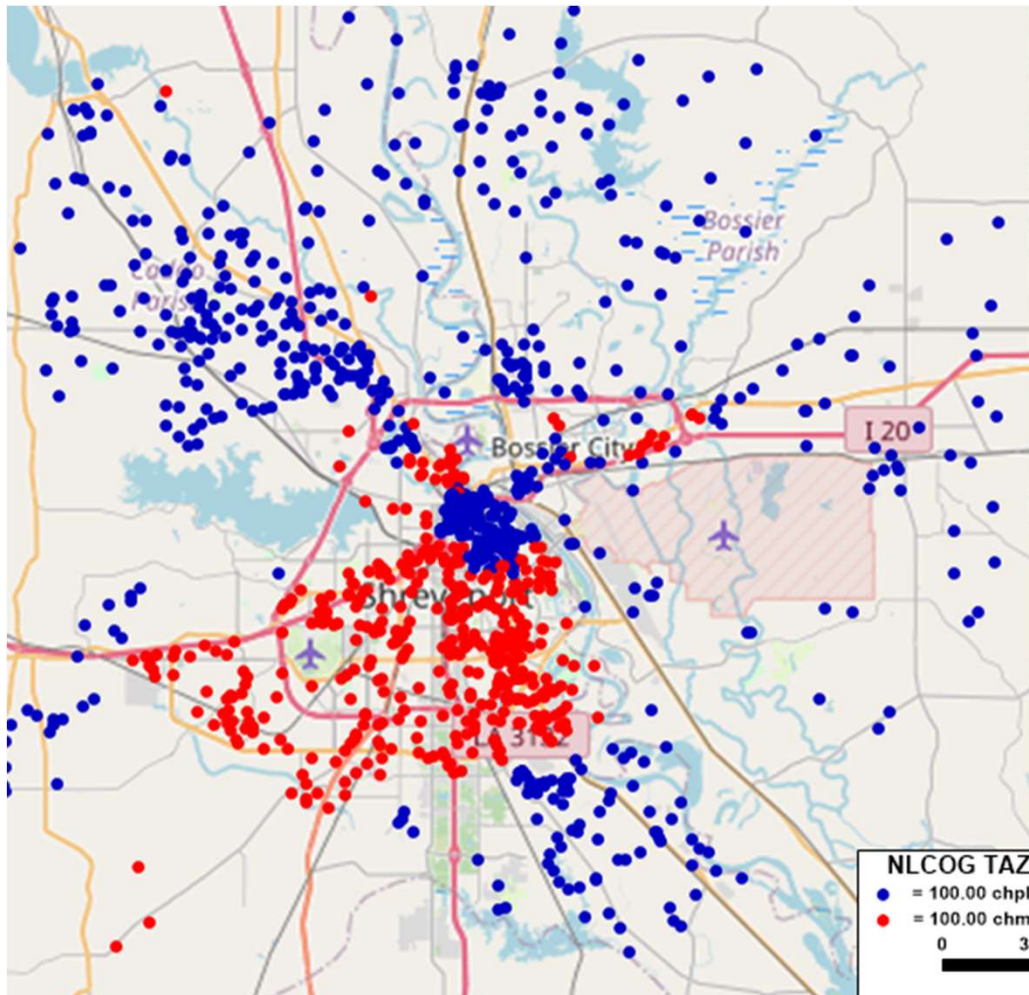 Bossier
Parish
Caddo
Parish
I 20
Bossier City
Shreveport
LA 3132
NLCOG TAZ
= 100.00 chpl
= 100.00 chm
0 3